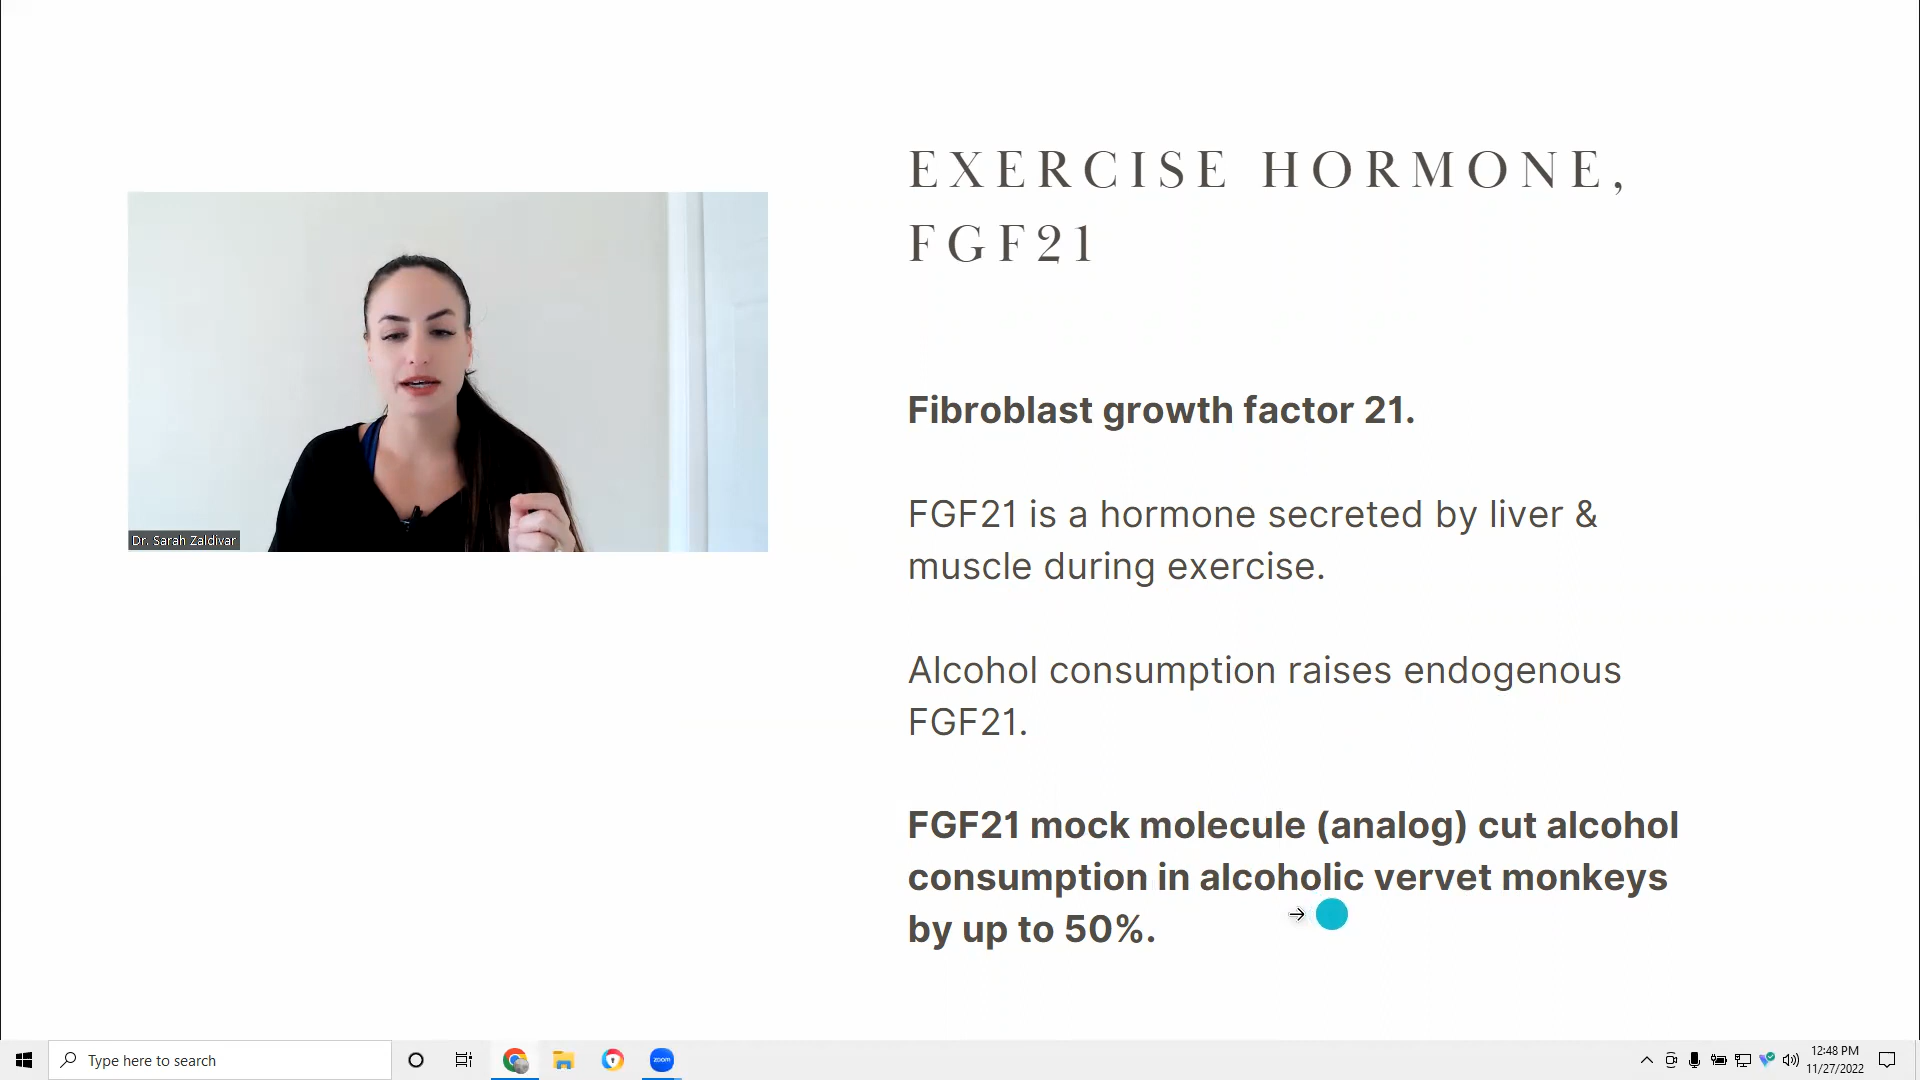 EXERCISE HORMONE,
FGF21
Dr. Sarah Zaldivar
Fibroblast growth factor 21.
FGF21 is a hormone secreted by liver &
muscle during exercise.
Alcohol consumption raises endogenous
FGF21.
FGF21 mock molecule (analog) cut alcohol
consumption in alcoholic vervet monkeys
by up to 50%.
Type here to search
zoom
12:48 PM
11/27/2022